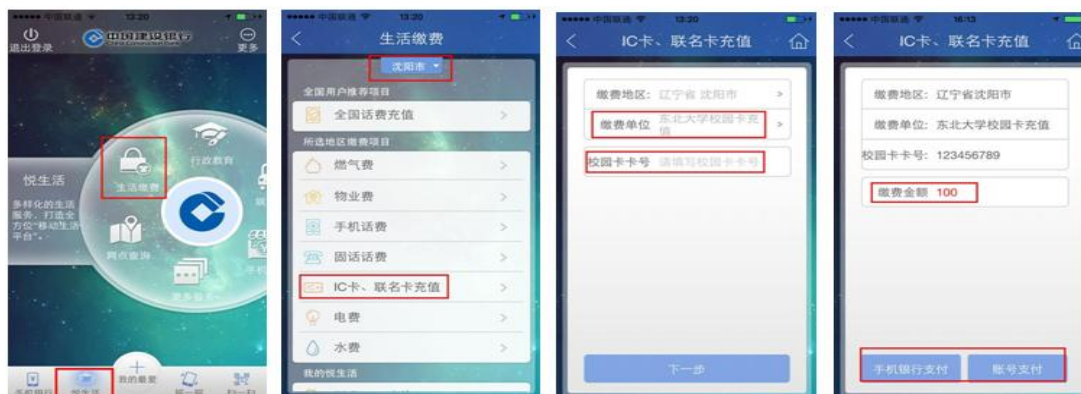 中国联通
13:20
退出登录
中国建设银行
China Construction Bank
更多
行政教育
生活缴费
悦生活
多样化的生活
服务、打造全
方位"移动生活
平台"。
网点查询
悦生活
我的最爱
中国联通
13:20
生活缴费
沈阳市
全国用户推荐项目
全国话费充值
所选地区缴费项目
燃气费
物业费
手机话费
固话话费
IC卡、联名卡充值
电费
水费
我的悦生活
中国联通
13:20
IC卡、联名卡充值
缴费地区: 辽宁省 沈阳市
缴费单位 东北大学校园卡充
值
校园卡卡号 请填写校园卡卡号
下一步
中国联通
16:13
IC卡、联名卡充值
缴费地区: 辽宁省沈阳市
缴费单位: 东北大学校园卡充值
校园卡卡号: 123456789
缴费金额 100
手机银行支付
账号支付